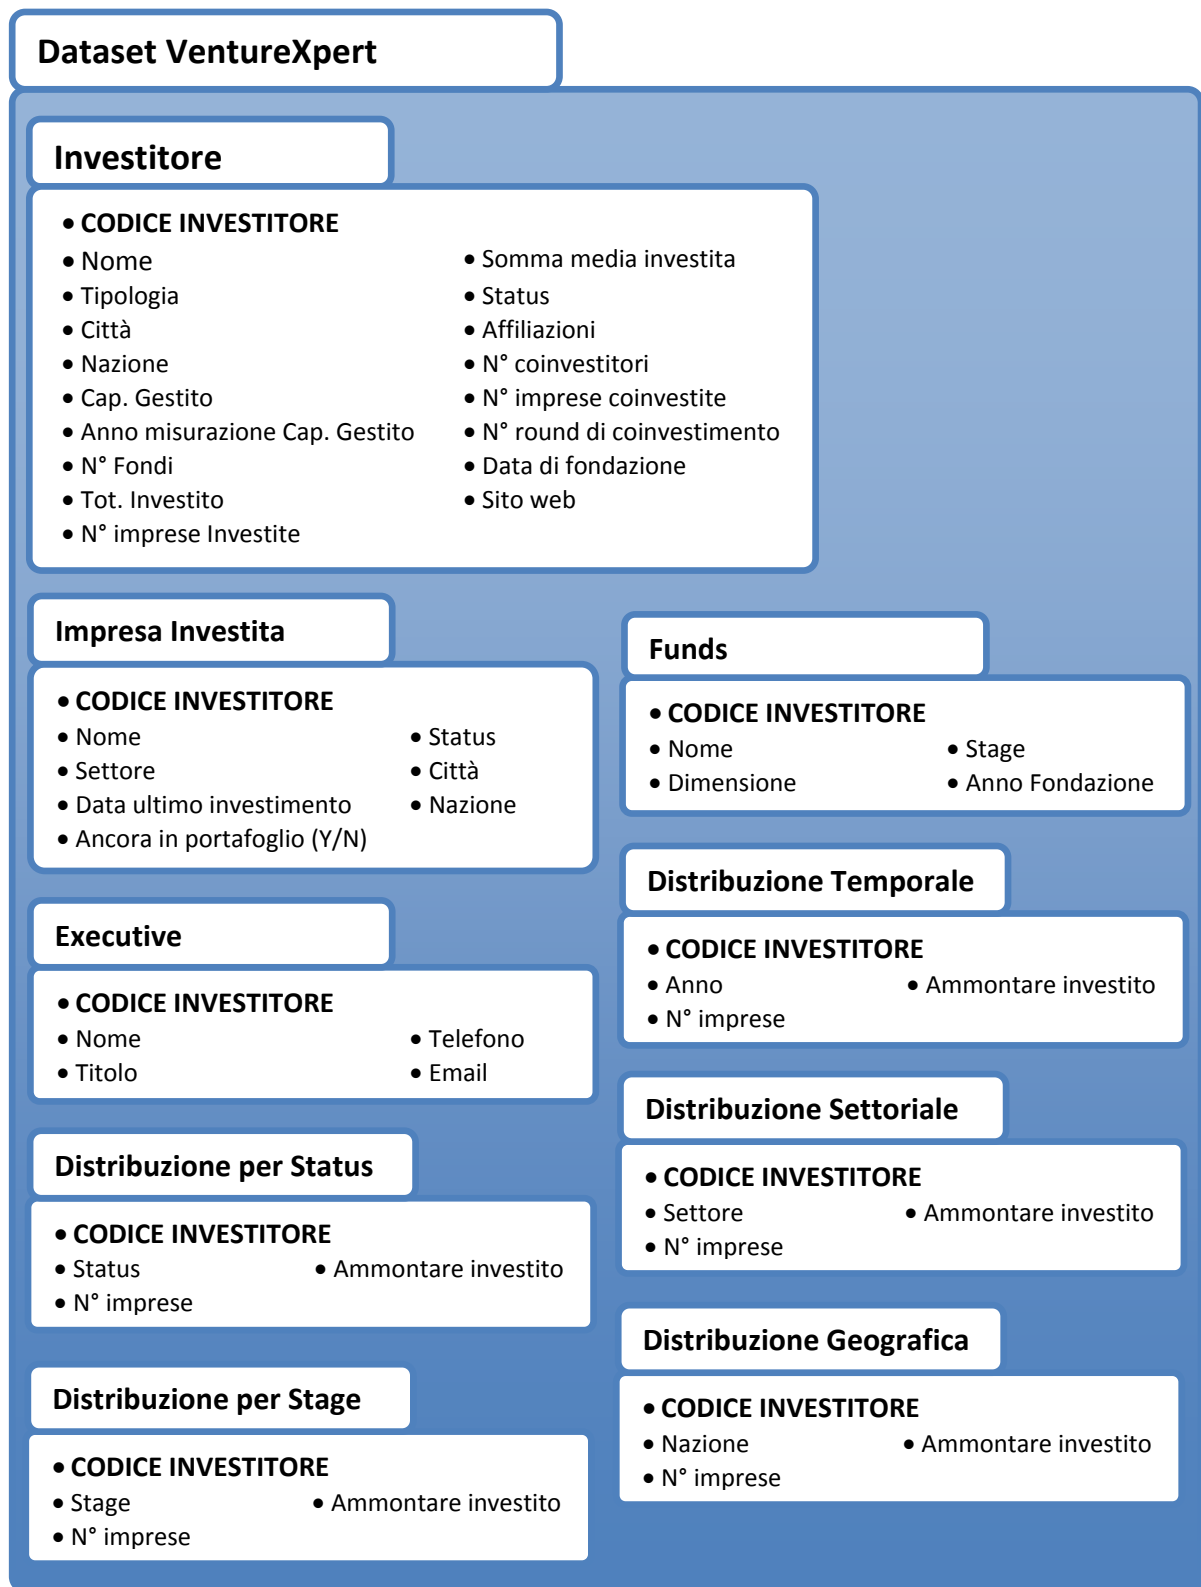 Dataset VentureXpert
Investitore
• CODICE INVESTITORE
• Nome
• Tipologia
• Città
• Nazione
• Cap. Gestito
• Anno misurazione Cap. Gestito
• N° Fondi
• Tot. Investito
• N° imprese Investite
• Somma media investita
• Status
• Affiliazioni
• N° coinvestitori
• N° imprese coinvestite
• N° round di coinvestimento
• Data di fondazione
• Sito web
Impresa Investita
• CODICE INVESTITORE
• Nome
• Settore
• Data ultimo investimento
• Ancora in portafoglio (Y/N)
• Status
• Città
• Nazione
Executive
• CODICE INVESTITORE
• Nome
• Titolo
• Telefono
• Email
Distribuzione per Status
• CODICE INVESTITORE
• Status
• N° imprese
• Ammontare investito
Distribuzione per Stage
• CODICE INVESTITORE
• Stage
• N° imprese
• Ammontare investito
Funds
• CODICE INVESTITORE
• Nome
• Dimensione
• Stage
• Anno Fondazione
Distribuzione Temporale
• CODICE INVESTITORE
• Anno
• N° imprese
• Ammontare investito
Distribuzione Settoriale
• CODICE INVESTITORE
• Settore
• N° imprese
• Ammontare investito
Distribuzione Geografica
• CODICE INVESTITORE
• Nazione
• N° imprese
• Ammontare investito